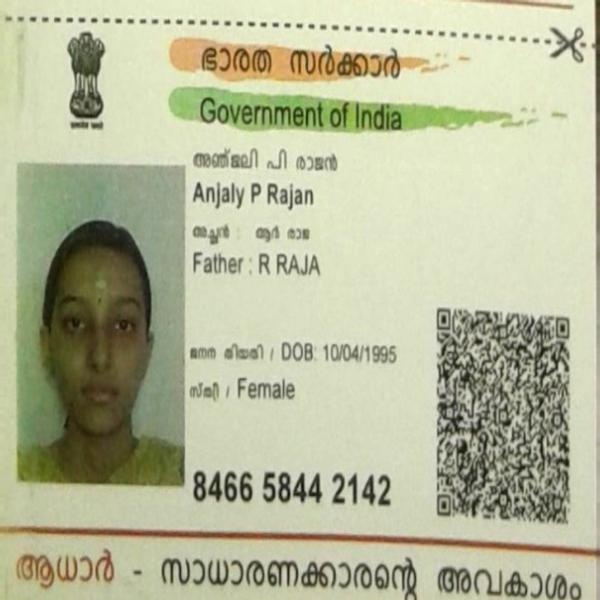 ഭാരത സർക്കാർ
Government of India
അഞ്ജലി പി രാജൻ
Anjaly P Rajan
അച്ഛൻ : ആർ രാജ
Father : R RAJA
ജനന തിയതി / DOB: 10/04/1995
സ്ത്രീ / Female
8466 5844 2142
ആധാർ - സാധാരണക്കാരന്റെ അവകാശം